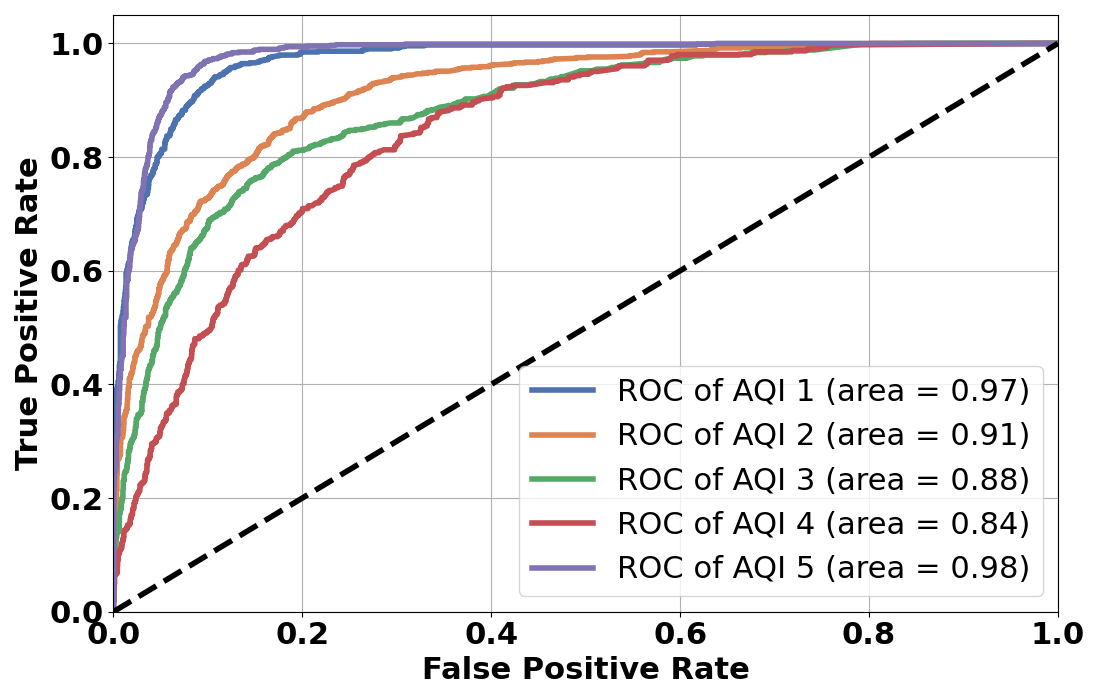 1.0
0.8
0.6
0.4
0.2
0.0
True Positive Rate
ROC of AQI 1 (area = 0.97)
ROC of AQI 2 (area = 0.91)
ROC of AQI 3 (area = 0.88)
ROC of AQI 4 (area = 0.84)
ROC of AQI 5 (area = 0.98)
0.0 0.2 0.4 0.6 0.8 1.0
False Positive Rate